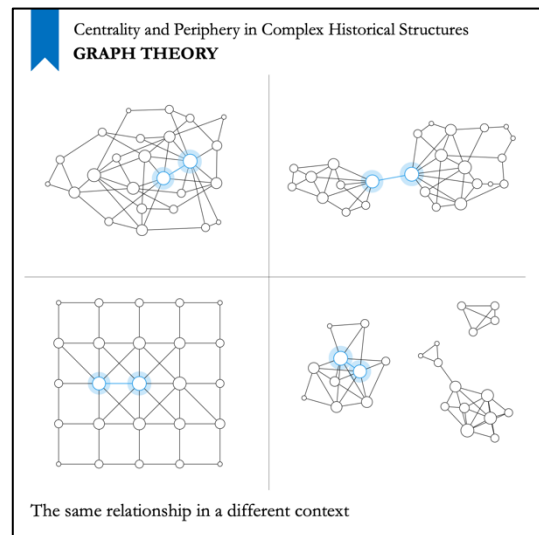 Centrality and Periphery in Complex Historical Structures
GRAPH THEORY
The same relationship in a different context